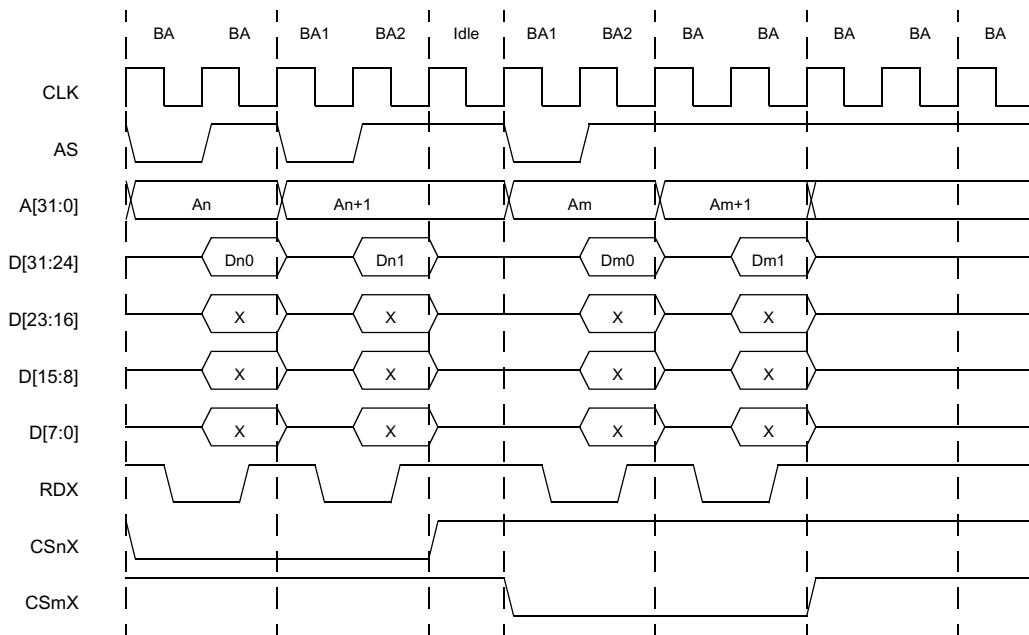 BA BA BA1 BA2 Idle BA1 BA2 BA BA BA BA BA
CLK
AS
A[31:0] An An+1 Am Am+1
D[31:24] Dn0 Dn1 Dm0 Dm1
D[23:16] X X X X
D[15:8] X X X X
D[7:0] X X X X
RDX
CSnX
CSmX